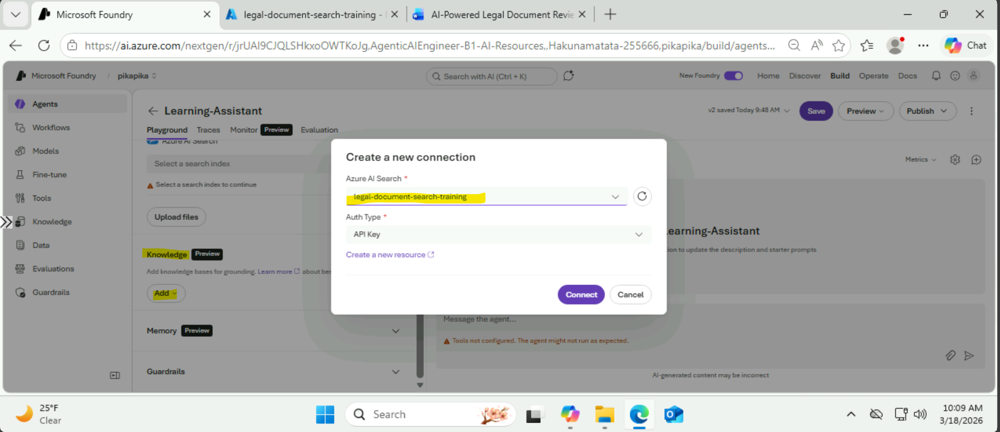 Microsoft Foundry
legal-document-search-training -
AI-Powered Legal Document Revie
https://ai.azure.com/nextgen/r/jrUAI9CJQLSHkxoOWTKoJg,AgenticAIEngineer-B1-AI-Resources,,Hakunamatata-255666,pikapika/build/agents...
Chat
Microsoft Foundry / pikapika
Search with AI (Ctrl + K)
New Foundry
Home
Discover
Build
Operate
Docs
Agents
Workflows
Models
Fine-tune
Tools
Knowledge
Data
Evaluations
Guardrails
Learning-Assistant
v2 saved Today 9:48 AM
Save
Preview
Publish
Playground
Traces
Monitor Preview
Evaluation
Azure AI Search
Select a search index
Select a search index to continue
Upload files
Knowledge Preview
Add knowledge bases for grounding. Learn more about be
Add
Memory Preview
Guardrails
Create a new connection
Azure AI Search *
legal-document-search-training
Auth Type *
API Key
Create a new resource
Connect
Cancel
Metrics
earning-Assistant
ion to update the description and starter prompts
Message the agent...
Tools not configured. The agent might not run as expected.
AI-generated content may be incorrect
25°F
Clear
Search
10:09 AM
3/18/2026